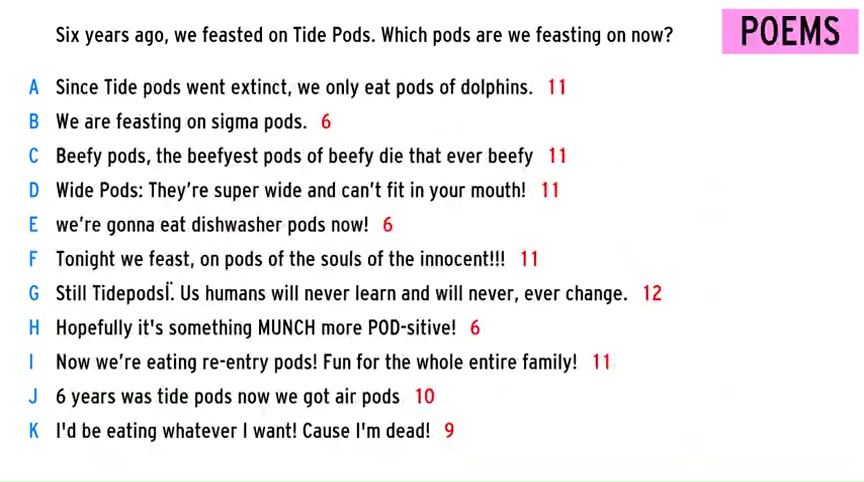 Six years ago, we feasted on Tide Pods. Which pods are we feasting on now?
POEMS
A Since Tide pods went extinct, we only eat pods of dolphins. 11
B We are feasting on sigma pods. 6
C Beefy pods, the beefyest pods of beefy die that ever beefy 11
D Wide Pods: They're super wide and can't fit in your mouth! 11
E we're gonna eat dishwasher pods now! 6
F Tonight we feast, on pods of the souls of the innocent!!! 11
G Still Tidepodsï. Us humans will never learn and will never, ever change. 12
H Hopefully it's something MUNCH more POD-sitive! 6
I Now we're eating re-entry pods! Fun for the whole entire family! 11
J 6 years was tide pods now we got air pods 10
K I'd be eating whatever I want! Cause I'm dead! 9